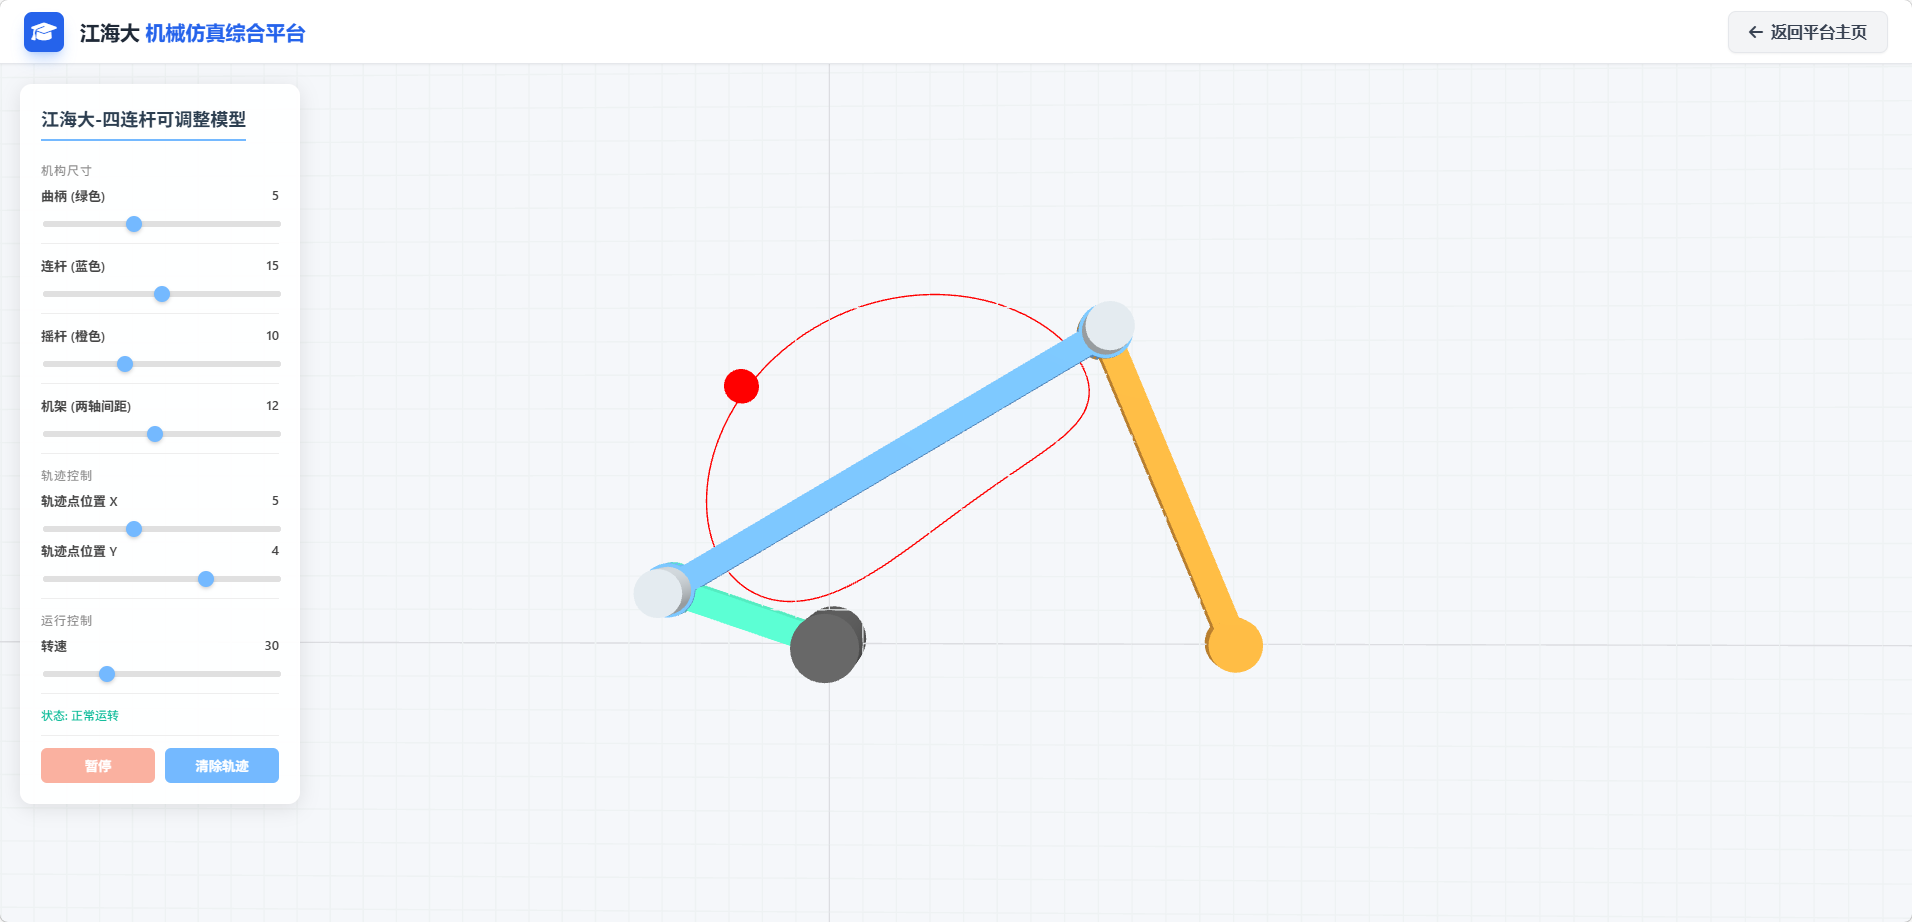 江海大 机械仿真综合平台
返回平台主页
江海大-四连杆可调整模型
机构尺寸
曲柄 (绿色) 5
连杆 (蓝色) 15
摇杆 (橙色) 10
机架 (两轴间距) 12
轨迹控制
轨迹点位置 X 5
轨迹点位置 Y 4
运行控制
转速 30
状态: 正常运转
暂停 清除轨迹